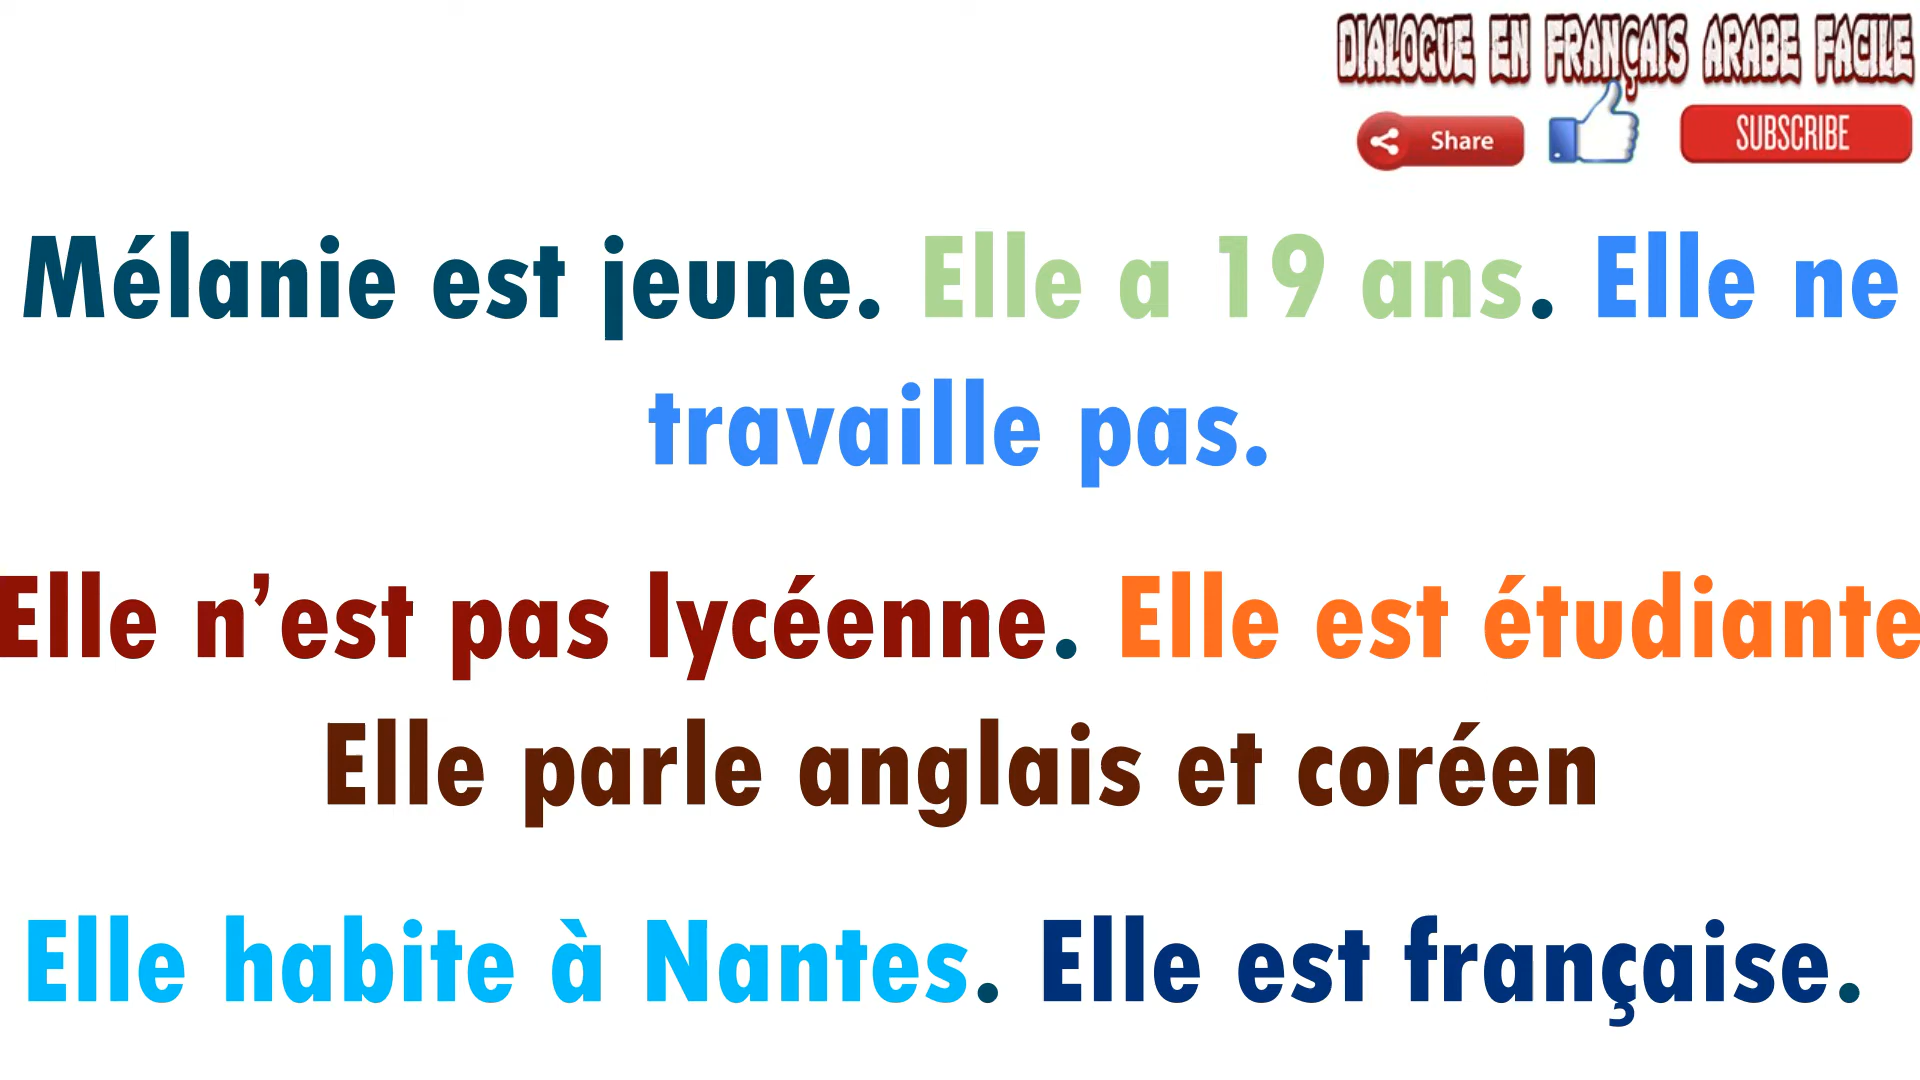 DIALOGUE EN FRANÇAIS ARABE FACILE
Share
SUBSCRIBE
Mélanie est jeune. Elle a 19 ans. Elle ne
travaille pas.
Elle n’est pas lycéenne. Elle est étudiante
Elle parle anglais et coréen
Elle habite à Nantes. Elle est française.